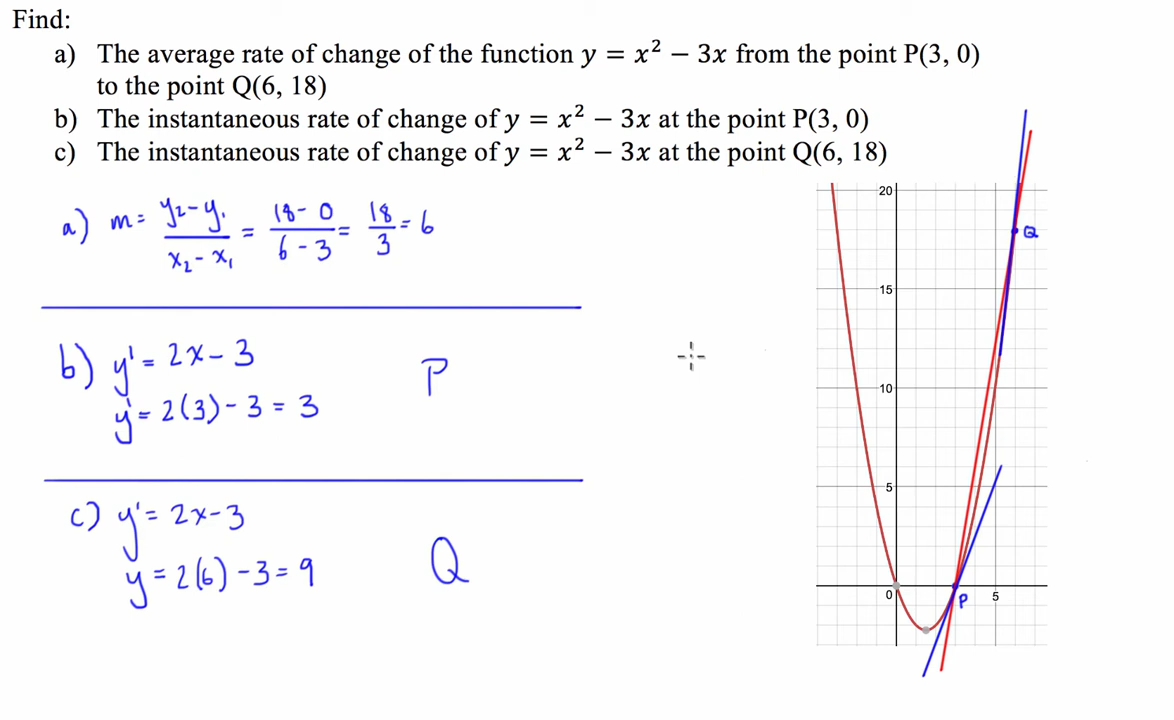 Find:
a) The average rate of change of the function y = x² − 3x from the point P(3, 0)
to the point Q(6, 18)
b) The instantaneous rate of change of y = x² − 3x at the point P(3, 0)
c) The instantaneous rate of change of y = x² − 3x at the point Q(6, 18)
a) m = (y₂ − y₁)/(x₂ − x₁) = (18 − 0)/(6 − 3) = 18/3 = 6
b) y' = 2x − 3
y' = 2(3) − 3 = 3
P
c) y' = 2x − 3
y = 2(6) − 3 = 9
Q
20
Q
15
10
5
0
P
5